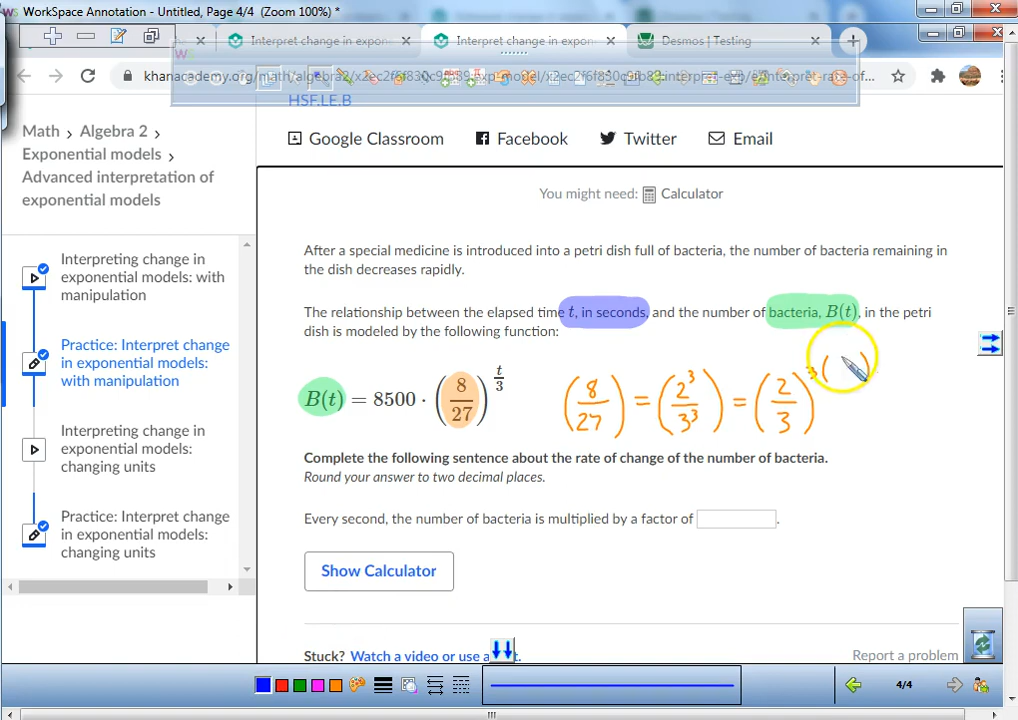 WorkSpace Annotation - Untitled, Page 4/4 (Zoom 100%) *
Interpret change in expon
Interpret change in expon
Desmos | Testing
khanacademy.org/math/algebra2/
HSF.LE.B
Math > Algebra 2 >
Exponential models >
Advanced interpretation of
exponential models
Interpreting change in
exponential models: with
manipulation
Practice: Interpret change
in exponential models:
with manipulation
Interpreting change in
exponential models:
changing units
Practice: Interpret change
in exponential models:
changing units
Google Classroom Facebook Twitter Email
You might need: Calculator
After a special medicine is introduced into a petri dish full of bacteria, the number of bacteria remaining in
the dish decreases rapidly.
The relationship between the elapsed time t, in seconds, and the number of bacteria, B(t), in the petri
dish is modeled by the following function:
B(t) = 8500 · (8/27)^(t/3)
(8/27) = (2³/3³) = (2/3)³ ( )
Complete the following sentence about the rate of change of the number of bacteria.
Round your answer to two decimal places.
Every second, the number of bacteria is multiplied by a factor of .
Show Calculator
Stuck? Watch a video or use a
Report a problem
4/4